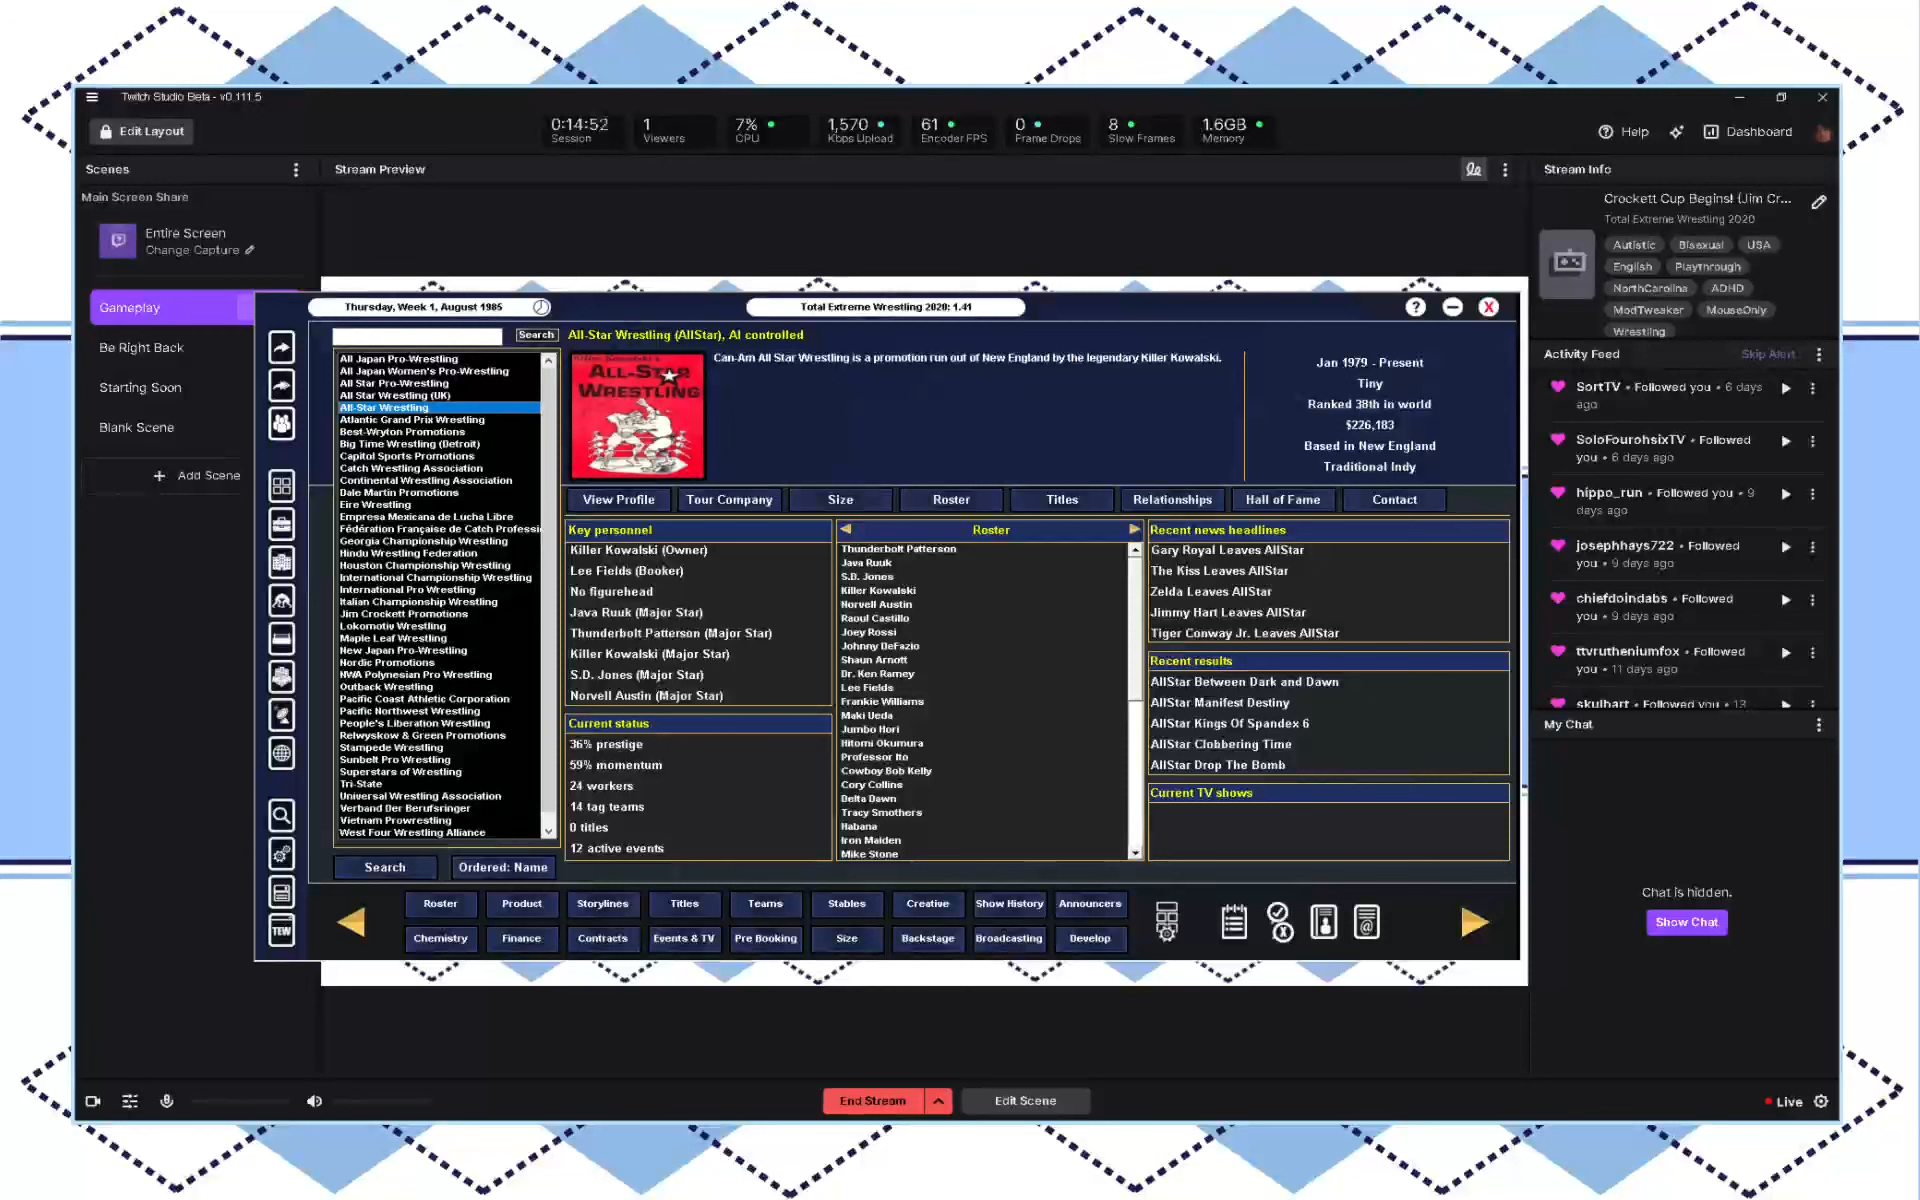 Twitch Studio Beta - v0.111.5
Edit Layout
0:14:52
Session
1
Viewers
7%
CPU
1,570
Kbps Upload
61
Encoder FPS
0
Frame Drops
8
Slow Frames
1.6GB
Memory
Help
Dashboard
Scenes
Stream Preview
Stream Info
Main Screen Share
Entire Screen
Change Capture
Gameplay
Be Right Back
Starting Soon
Blank Scene
+ Add Scene
Crockett Cup Begins! (Jim Cr...
Total Extreme Wrestling 2020
Autistic
Bisexual
USA
English
Playthrough
NorthCarolina
ADHD
ModTweaker
MouseOnly
Wrestling
Activity Feed
Skip Alert
SortTV • Followed you • 6 days
ago
SoloFourohsixTV • Followed
you • 6 days ago
hippo_run • Followed you • 9
days ago
josephhays722 • Followed
you • 9 days ago
chiefdoindabs • Followed
you • 9 days ago
ttvrutheniumfox • Followed
you • 11 days ago
skulbart • Followed you • 13
My Chat
Chat is hidden.
Show Chat
Thursday, Week 1, August 1985
Total Extreme Wrestling 2020: 1.41
?
X
Search
All-Star Wrestling (AllStar), AI controlled
All Japan Pro-Wrestling
All Japan Women's Pro-Wrestling
All Star Pro-Wrestling
All Star Wrestling (UK)
All-Star Wrestling
Atlantic Grand Prix Wrestling
Best-Wryton Promotions
Big Time Wrestling (Detroit)
Capitol Sports Promotions
Catch Wrestling Association
Continental Wrestling Association
Dale Martin Promotions
Eire Wrestling
Empresa Mexicana de Lucha Libre
Fédération Française de Catch Professi
Georgia Championship Wrestling
Hindu Wrestling Federation
Houston Championship Wrestling
International Championship Wrestling
International Pro Wrestling
Italian Championship Wrestling
Jim Crockett Promotions
Lokomotiv Wrestling
Maple Leaf Wrestling
New Japan Pro-Wrestling
Nordic Promotions
NWA Polynesian Pro Wrestling
Outback Wrestling
Pacific Coast Athletic Corporation
Pacific Northwest Wrestling
People's Liberation Wrestling
Relwyskow & Green Promotions
Stampede Wrestling
Sunbelt Pro Wrestling
Superstars of Wrestling
Tri-State
Universal Wrestling Association
Verband Der Berufsringer
Vietnam Prowrestling
West Four Wrestling Alliance
Search
Ordered: Name
ALL-STAR
WRESTLING
Can-Am All Star Wrestling is a promotion run out of New England by the legendary Killer Kowalski.
Jan 1979 - Present
Tiny
Ranked 38th in world
$226,183
Based in New England
Traditional Indy
View Profile
Tour Company
Size
Roster
Titles
Relationships
Hall of Fame
Contact
Key personnel
Killer Kowalski (Owner)
Lee Fields (Booker)
No figurehead
Java Ruuk (Major Star)
Thunderbolt Patterson (Major Star)
Killer Kowalski (Major Star)
S.D. Jones (Major Star)
Norvell Austin (Major Star)
Current status
36% prestige
59% momentum
24 workers
14 tag teams
0 titles
12 active events
Roster
Thunderbolt Patterson
Java Ruuk
S.D. Jones
Killer Kowalski
Norvell Austin
Raoul Castillo
Joey Rossi
Johnny DeFazio
Shaun Arnott
Dr. Ken Ramey
Lee Fields
Frankie Williams
Maki Ueda
Jumbo Hori
Hitomi Okumura
Professor Ito
Cowboy Bob Kelly
Cory Collins
Delta Dawn
Tracy Smothers
Habana
Iron Maiden
Mike Stone
Recent news headlines
Gary Royal Leaves AllStar
The Kiss Leaves AllStar
Zelda Leaves AllStar
Jimmy Hart Leaves AllStar
Tiger Conway Jr. Leaves AllStar
Recent results
AllStar Between Dark and Dawn
AllStar Manifest Destiny
AllStar Kings Of Spandex 6
AllStar Clobbering Time
AllStar Drop The Bomb
Current TV shows
TEW
Roster
Product
Storylines
Titles
Teams
Stables
Creative
Show History
Announcers
Chemistry
Finance
Contracts
Events & TV
Pre Booking
Size
Backstage
Broadcasting
Develop
End Stream
Edit Scene
Live